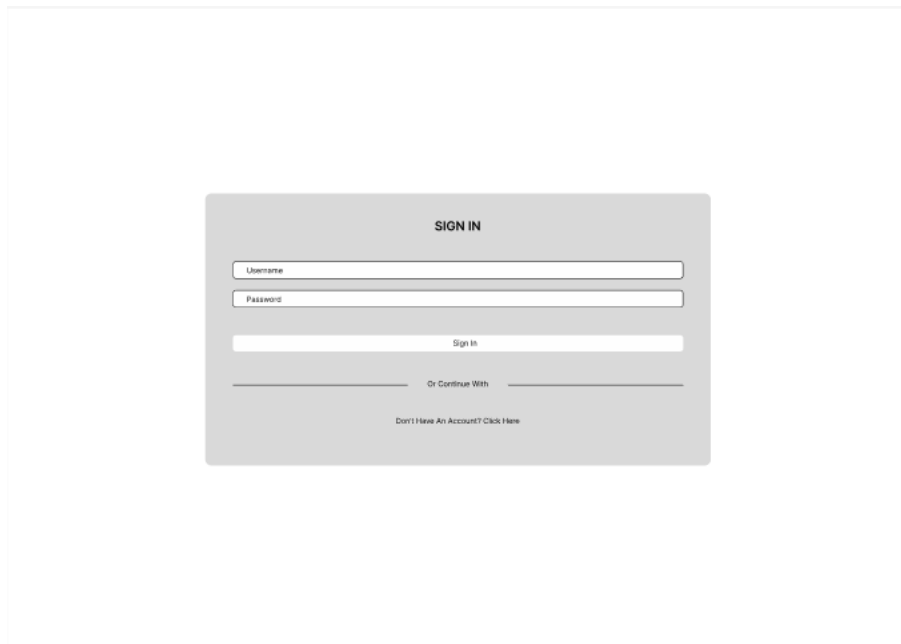 SIGN IN
Username
Password
Sign In
Or Continue With
Don't Have An Account? Click Here